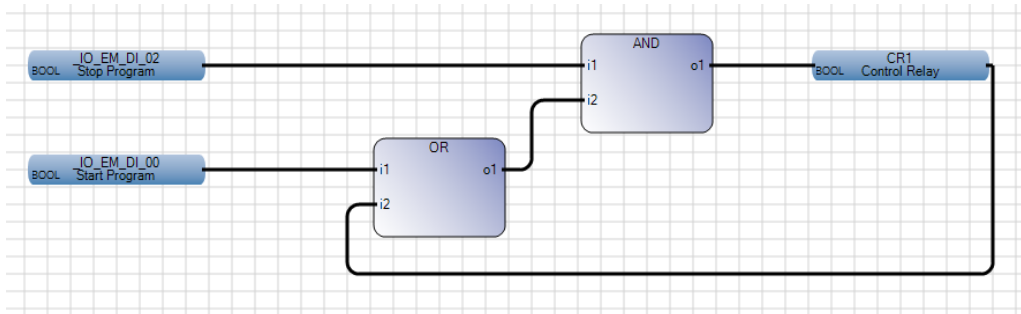 AND
_IO_EM_DI_02
BOOL Stop Program
i1 o1
CR1
BOOL Control Relay
i2
OR
_IO_EM_DI_00
BOOL Start Program
i1 o1
i2